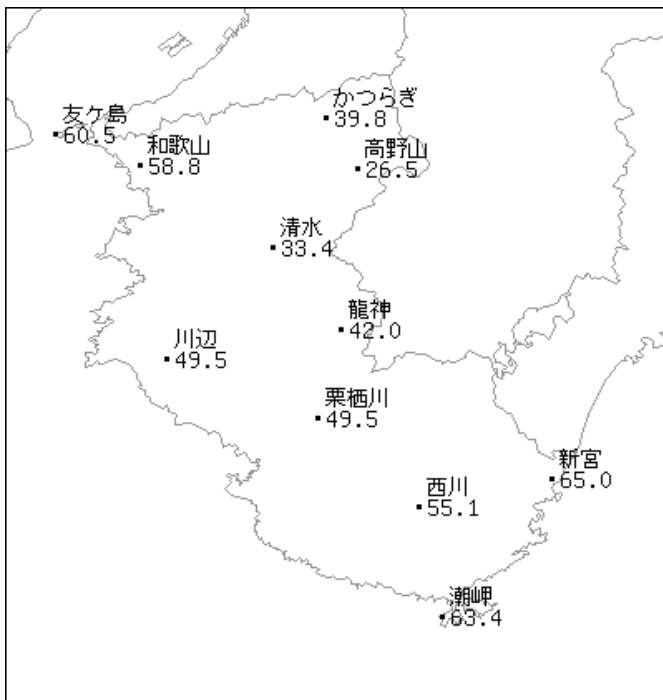 かつらぎ
39.8
友ケ島
60.5
和歌山
58.8
高野山
26.5
清水
33.4
龍神
42.0
川辺
49.5
栗栖川
49.5
新宮
65.0
西川
55.1
潮岬
63.4